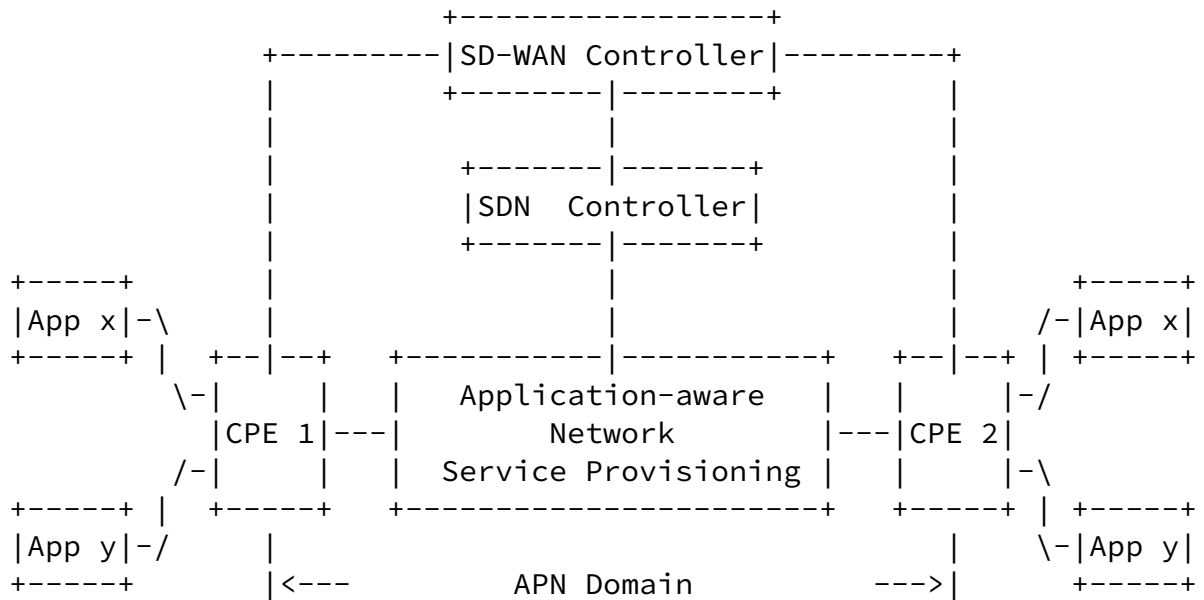 SD-WAN Controller
SDN Controller
App x App x
Application-aware
CPE 1 Network CPE 2
Service Provisioning
App y App y
APN Domain